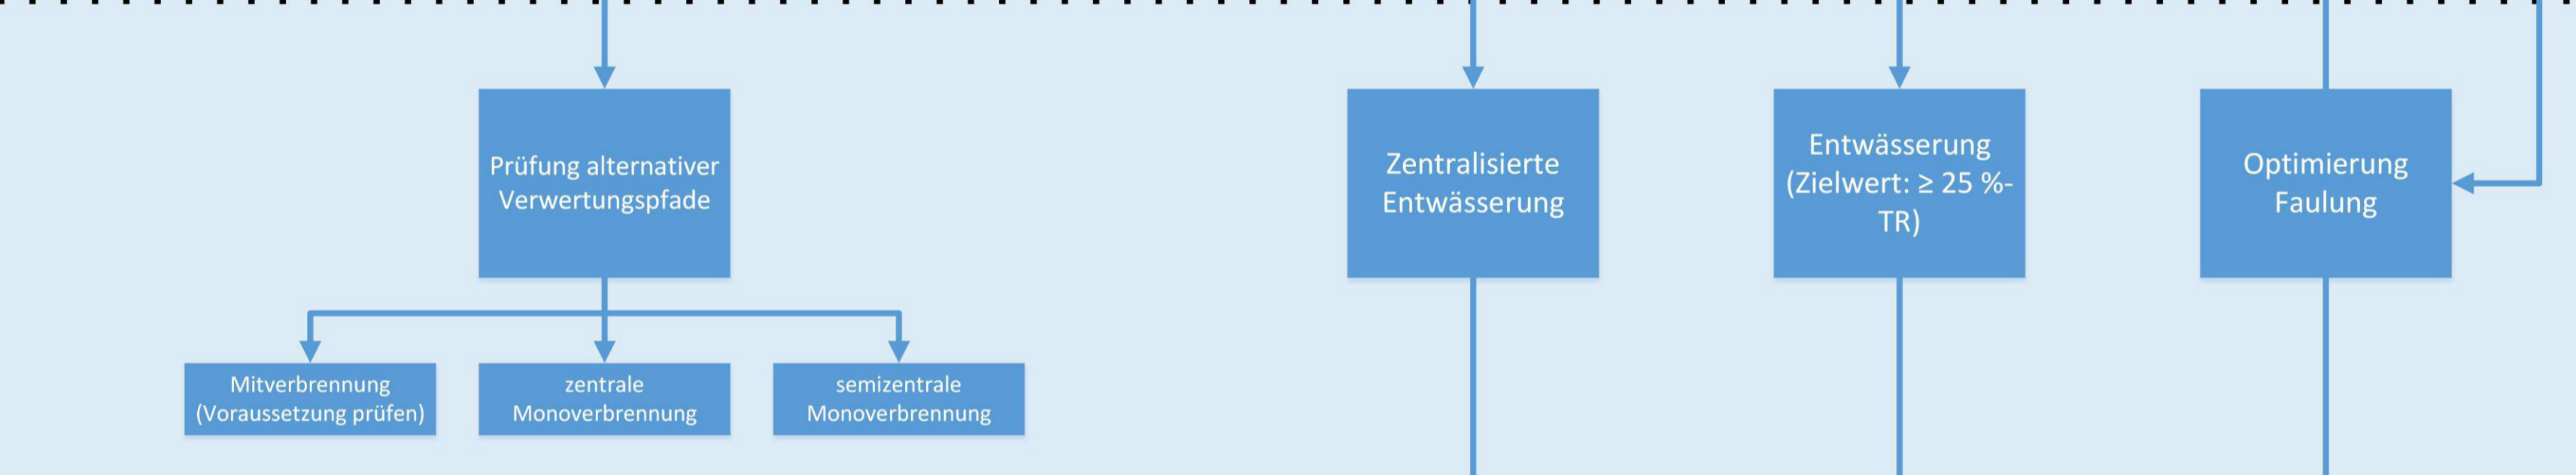 Prüfung alternativer
Verwertungspfade
Zentralisierte
Entwässerung
Entwässerung
(Zielwert: ≥ 25 %-
TR)
Optimierung
Faulung
Mitverbrennung
(Voraussetzung prüfen)
zentrale
Monoverbrennung
semizentrale
Monoverbrennung